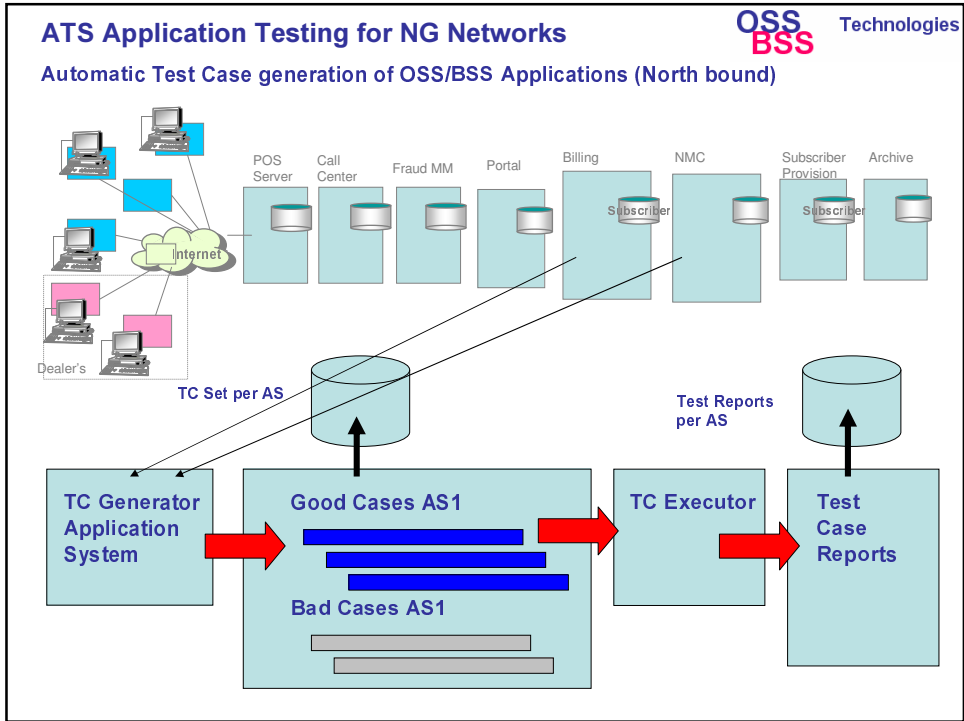 ATS Application Testing for NG Networks
OSS
BSS
Technologies
Automatic Test Case generation of OSS/BSS Applications (North bound)
POS
Server
Call
Center
Fraud MM
Portal
Billing
NMC
Subscriber
Provision
Archive
Subscriber
Subscriber
Internet
Dealer's
TC Set per AS
Test Reports
per AS
TC Generator
Application
System
Good Cases AS1
Bad Cases AS1
TC Executor
Test
Case
Reports